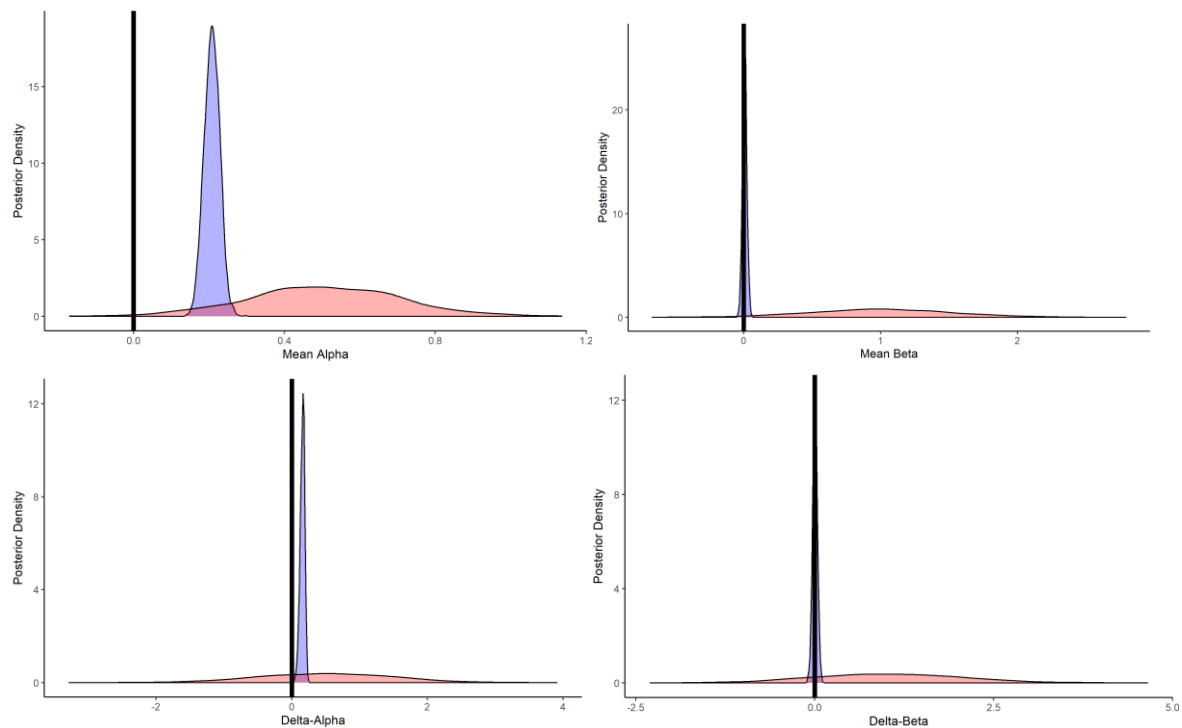 Posterior Density
15
10
5
0
0.0 0.4 0.8 1.2
Mean Alpha
Posterior Density
20
10
0
0 1 2
Mean Beta
Posterior Density
12
8
4
0
-2 0 2 4
Delta-Alpha
Posterior Density
12
8
4
0
-2.5 0.0 2.5 5.0
Delta-Beta